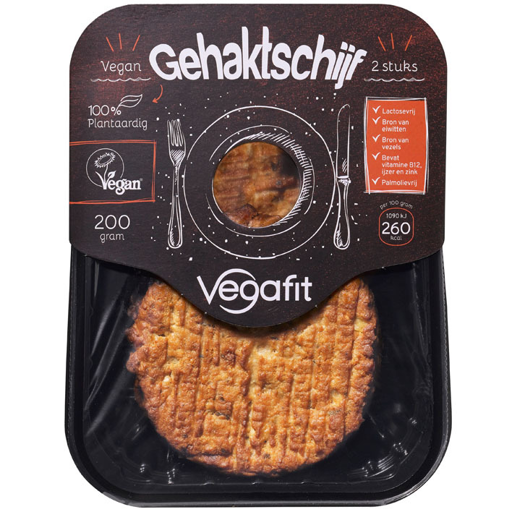 Vegan
Gehaktschijf
2 stuks
100%
Plantaardig
Vegan
200
gram
Lactosevrij
Bron van
eiwitten
Bron van
vezels
Bevat
vitamine B12,
ijzer en zink
Palmolievrij
per 100 gram
1090 kJ
260
kcal
vegafit